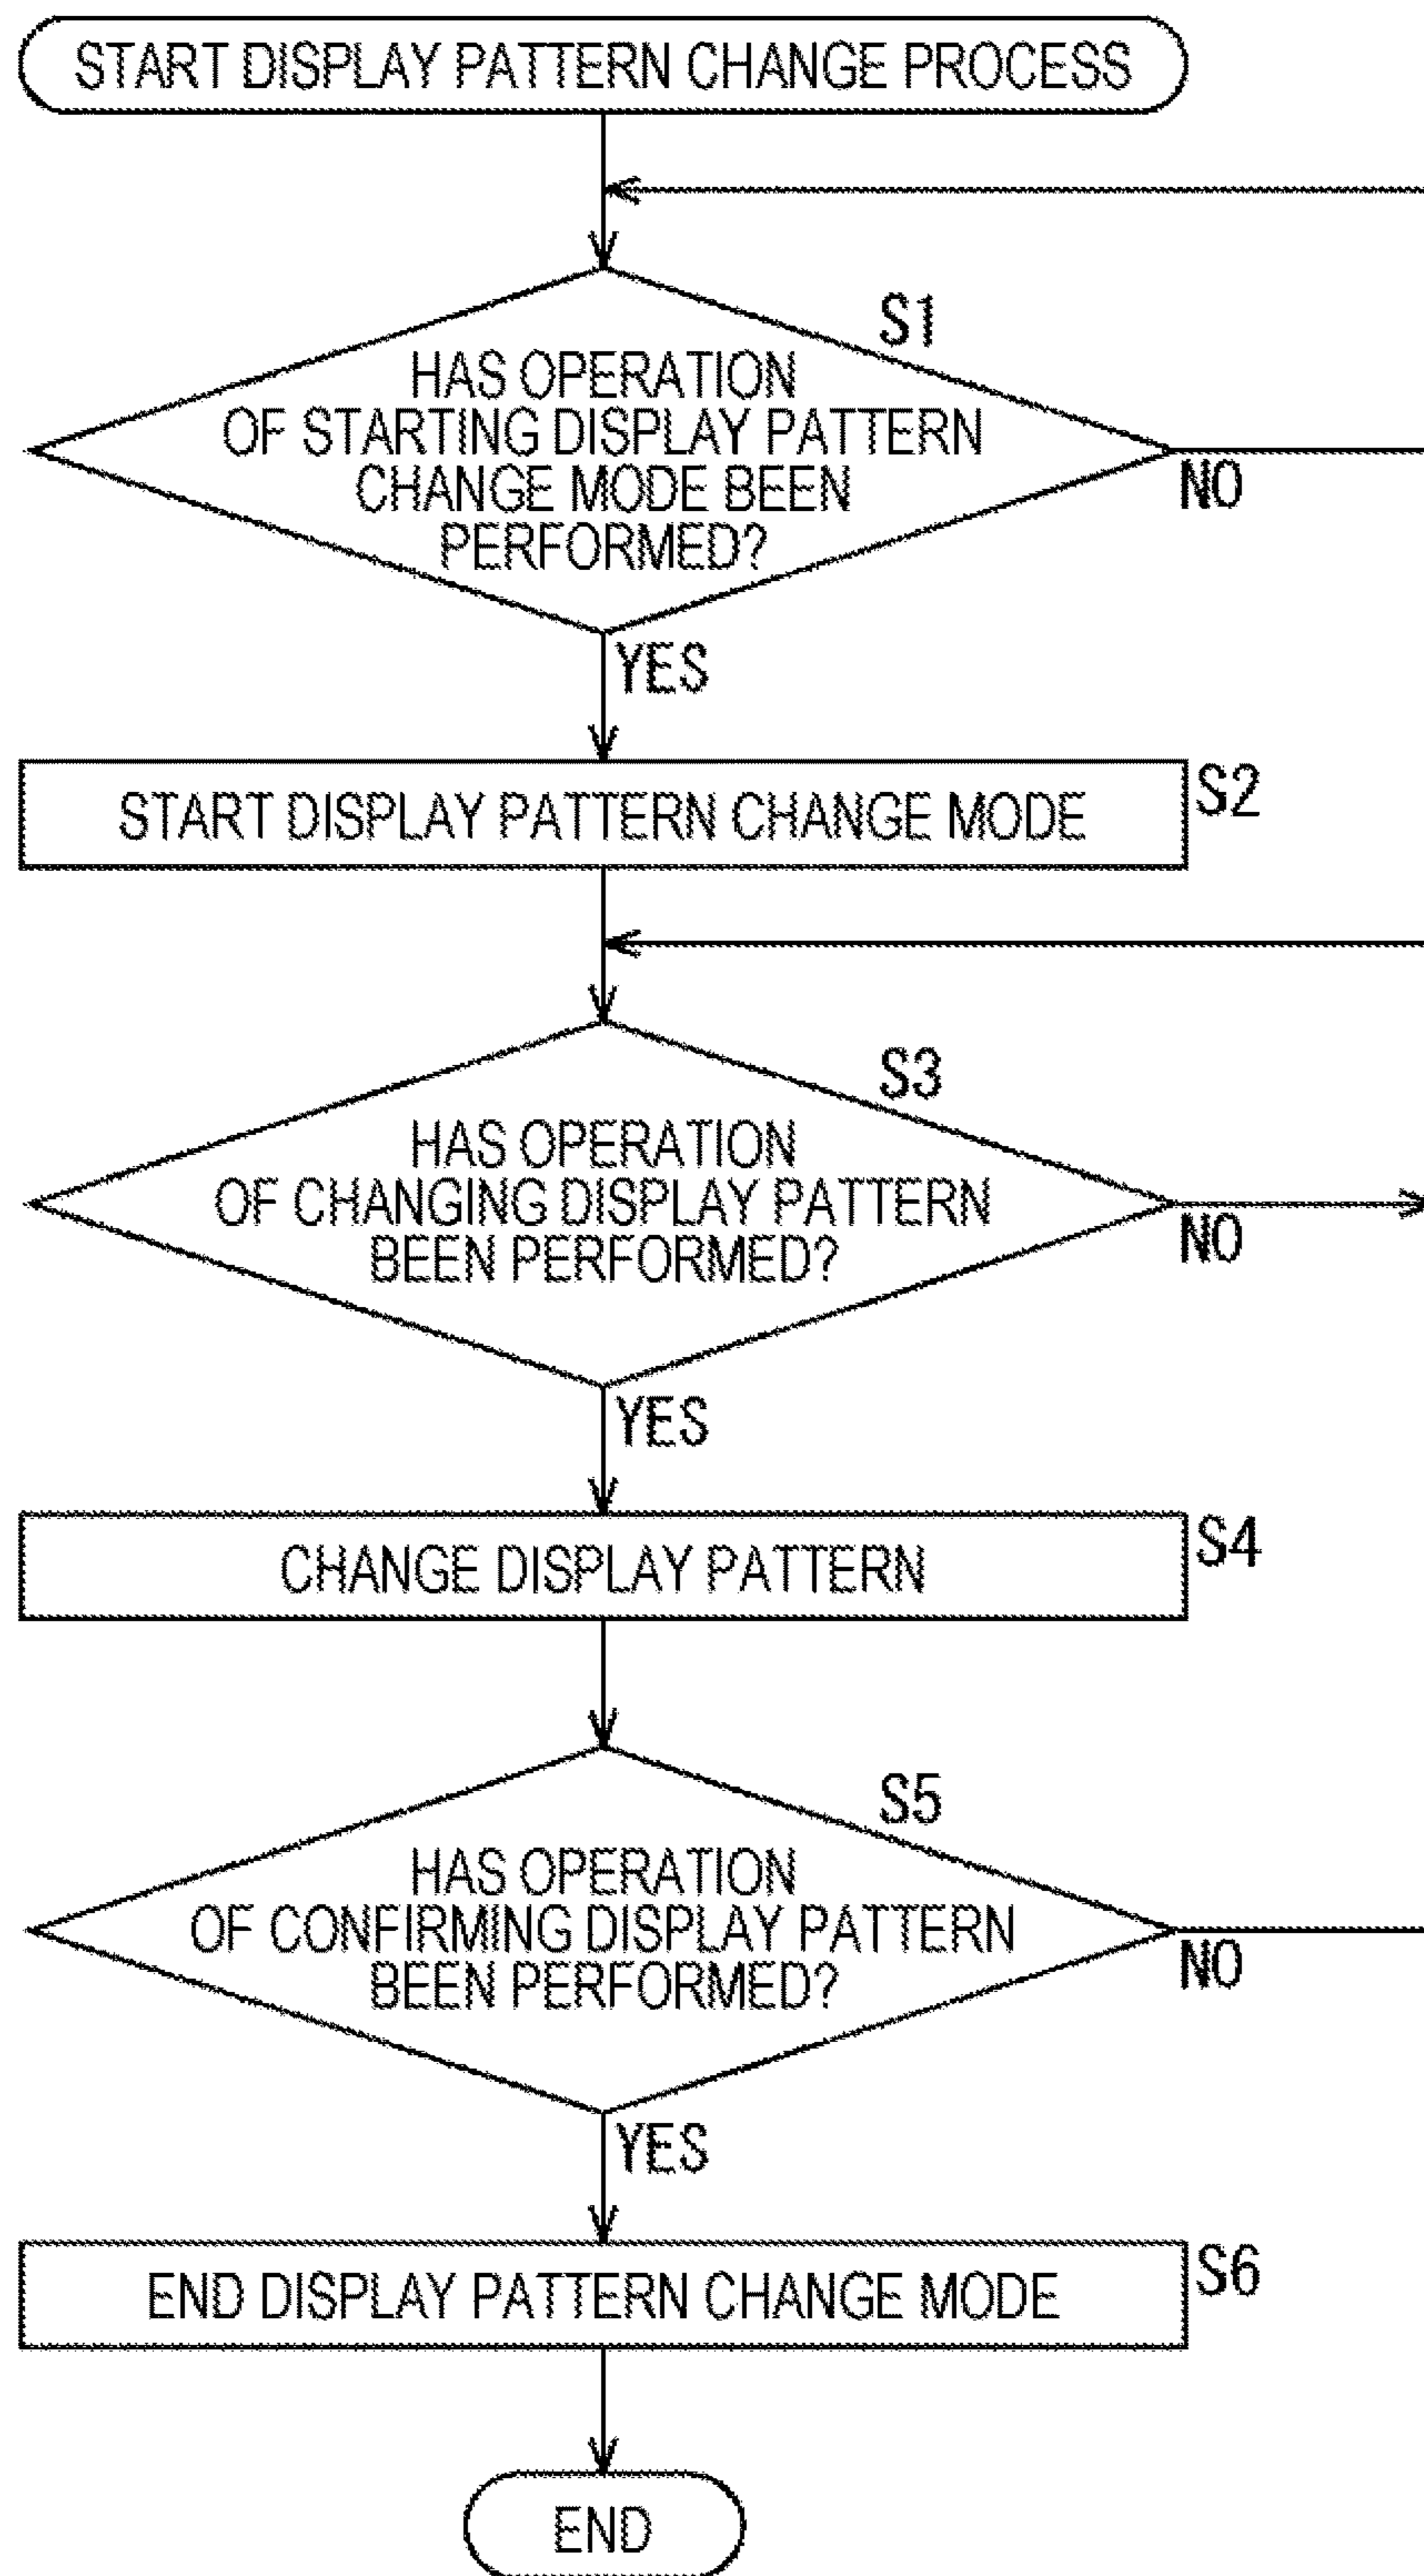 START DISPLAY PATTERN CHANGE PROCESS
S1
HAS OPERATION
OF STARTING DISPLAY PATTERN
CHANGE MODE BEEN
PERFORMED?
NO
YES
START DISPLAY PATTERN CHANGE MODE
S2
S3
HAS OPERATION
OF CHANGING DISPLAY PATTERN
BEEN PERFORMED?
NO
YES
CHANGE DISPLAY PATTERN
S4
S5
HAS OPERATION
OF CONFIRMING DISPLAY PATTERN
BEEN PERFORMED?
NO
YES
END DISPLAY PATTERN CHANGE MODE
S6
END